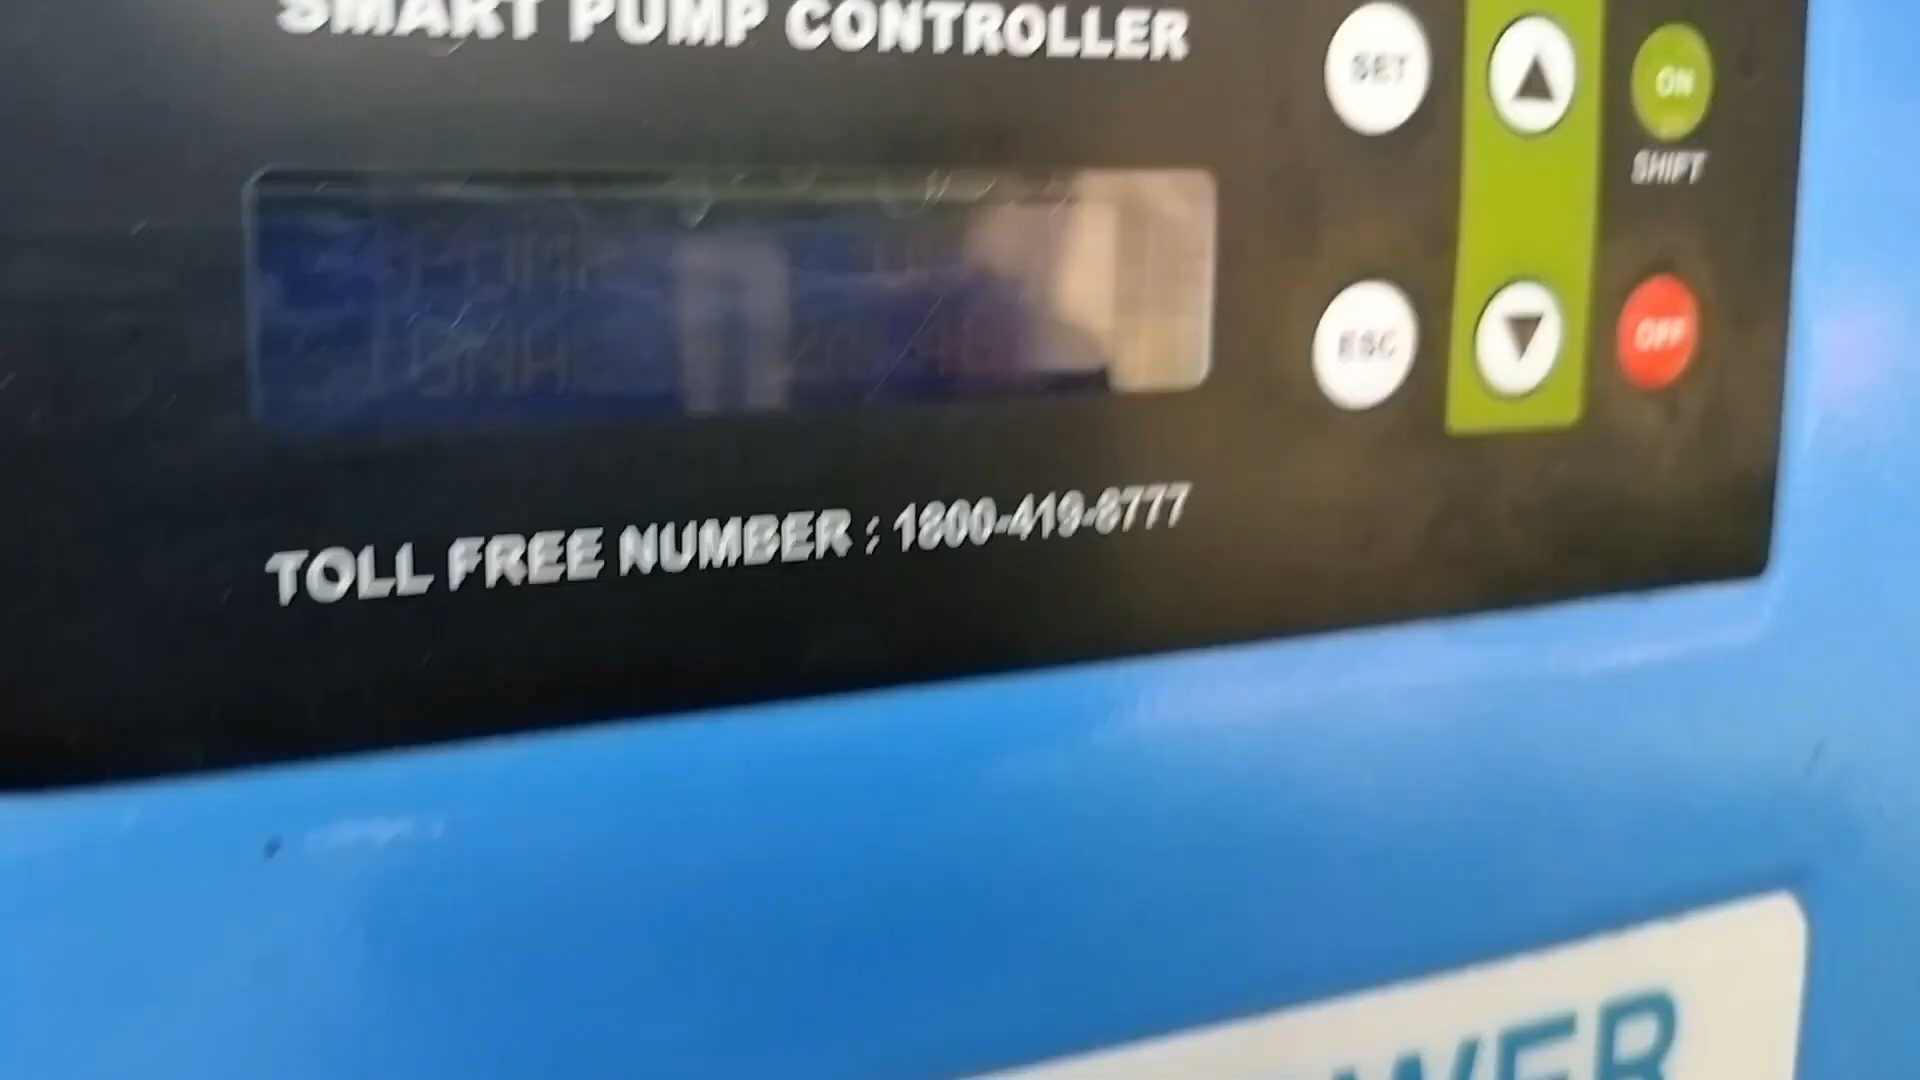 SMART PUMP CONTROLLER
SET
ON
SHIFT
ESC
OFF
TOLL FREE NUMBER : 1800-419-8777